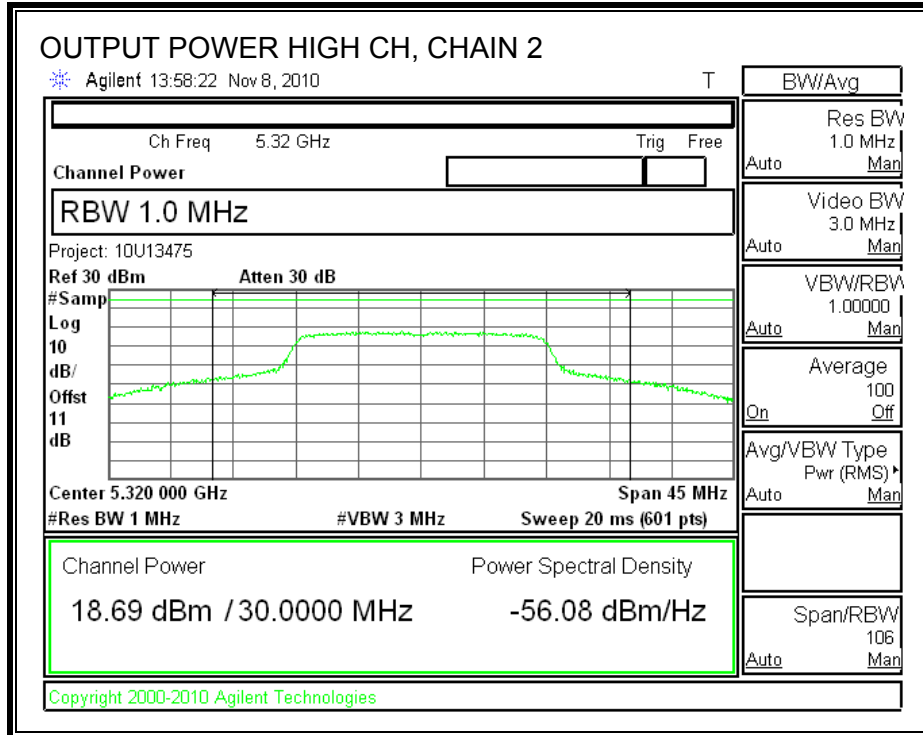 OUTPUT POWER HIGH CH, CHAIN 2
Agilent 13:58:22 Nov 8, 2010 T
Ch Freq 5.32 GHz Trig Free
Channel Power
RBW 1.0 MHz
Project: 10U13475
Ref 30 dBm Atten 30 dB
#Samp
Log
10
dB/
Offst
11
dB
Center 5.320 000 GHz Span 45 MHz
#Res BW 1 MHz #VBW 3 MHz Sweep 20 ms (601 pts)
Channel Power Power Spectral Density
18.69 dBm / 30.0000 MHz -56.08 dBm/Hz
Copyright 2000-2010 Agilent Technologies
BW/Avg
Res BW
1.0 MHz
Auto Man
Video BW
3.0 MHz
Auto Man
VBW/RBW
1.00000
Auto Man
Average
100
On Off
Avg/VBW Type
Pwr (RMS)
Auto Man
Span/RBW
106
Auto Man